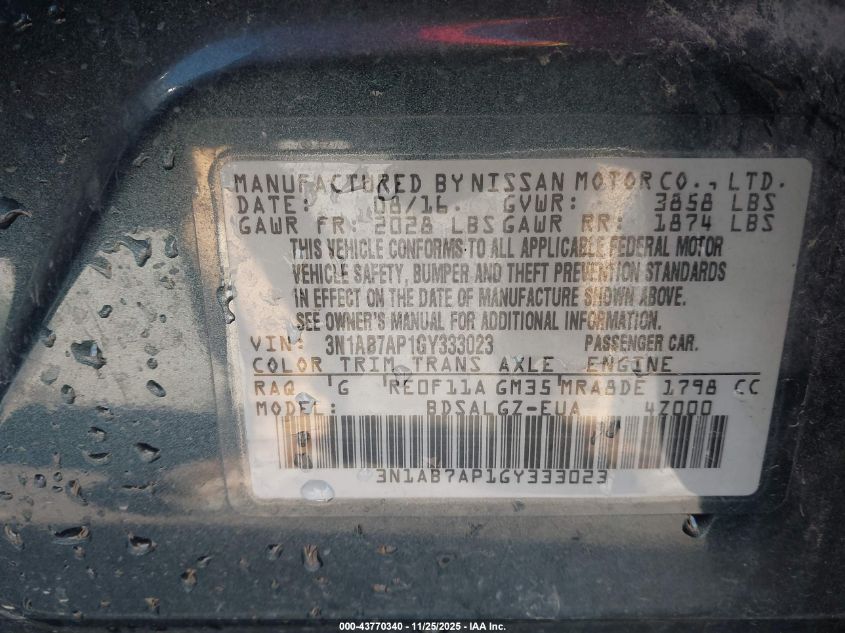 MANUFACTURED BY NISSAN MOTOR CO., LTD.
DATE: 08/16 GVWR: 3858 LBS
GAWR FR: 2028 LBS GAWR RR: 1874 LBS
THIS VEHICLE CONFORMS TO ALL APPLICABLE FEDERAL MOTOR
VEHICLE SAFETY, BUMPER AND THEFT PREVENTION STANDARDS
IN EFFECT ON THE DATE OF MANUFACTURE SHOWN ABOVE.
SEE OWNER'S MANUAL FOR ADDITIONAL INFORMATION.
VIN: 3N1AB7AP1GY333023 PASSENGER CAR.
COLOR TRIM TRANS AXLE ENGINE
RAQ G RE0F11A GM35 MRA8DE 1798 CC
MODEL: BDSALGZ-EUA 4Z000
3N1AB7AP1GY333023
000-43770340 - 11/25/2025 - IAA Inc.